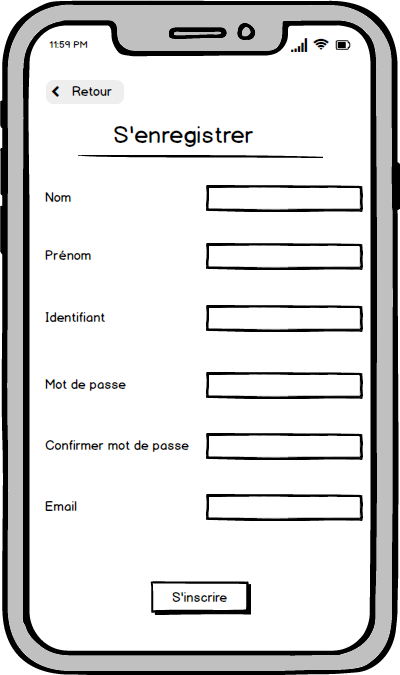 11:59 PM
Retour
S'enregistrer
Nom
Prénom
Identifiant
Mot de passe
Confirmer mot de passe
Email
S'inscrire